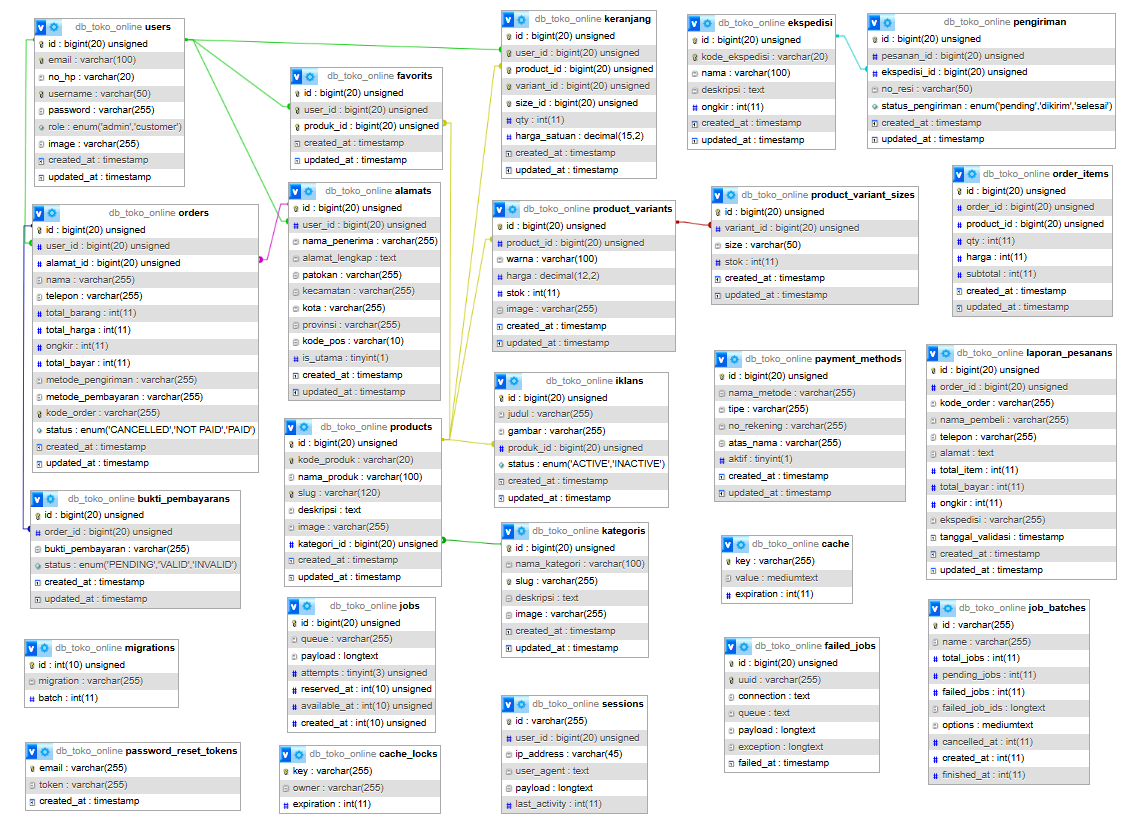 db_toko_online users
id : bigint(20) unsigned
email : varchar(100)
no_hp : varchar(20)
username : varchar(50)
password : varchar(255)
role : enum('admin','customer')
image : varchar(255)
created_at : timestamp
updated_at : timestamp
db_toko_online favorits
id : bigint(20) unsigned
user_id : bigint(20) unsigned
produk_id : bigint(20) unsigned
created_at : timestamp
updated_at : timestamp
db_toko_online keranjang
id : bigint(20) unsigned
user_id : bigint(20) unsigned
product_id : bigint(20) unsigned
variant_id : bigint(20) unsigned
size_id : bigint(20) unsigned
qty : int(11)
harga_satuan : decimal(15,2)
created_at : timestamp
updated_at : timestamp
db_toko_online ekspedisi
id : bigint(20) unsigned
kode_ekspedisi : varchar(20)
nama : varchar(100)
deskripsi : text
ongkir : int(11)
created_at : timestamp
updated_at : timestamp
db_toko_online pengiriman
id : bigint(20) unsigned
pesanan_id : bigint(20) unsigned
ekspedisi_id : bigint(20) unsigned
no_resi : varchar(50)
status_pengiriman : enum('pending','dikirim','selesai')
created_at : timestamp
updated_at : timestamp
db_toko_online orders
id : bigint(20) unsigned
user_id : bigint(20) unsigned
alamat_id : bigint(20) unsigned
nama : varchar(255)
telepon : varchar(255)
total_barang : int(11)
total_harga : int(11)
ongkir : int(11)
total_bayar : int(11)
metode_pengiriman : varchar(255)
metode_pembayaran : varchar(255)
kode_order : varchar(255)
status : enum('CANCELLED','NOT PAID','PAID')
created_at : timestamp
updated_at : timestamp
db_toko_online alamats
id : bigint(20) unsigned
user_id : bigint(20) unsigned
nama_penerima : varchar(255)
alamat_lengkap : text
patokan : varchar(255)
kecamatan : varchar(255)
kota : varchar(255)
provinsi : varchar(255)
kode_pos : varchar(10)
is_utama : tinyint(1)
created_at : timestamp
updated_at : timestamp
db_toko_online product_variants
id : bigint(20) unsigned
product_id : bigint(20) unsigned
warna : varchar(100)
harga : decimal(12,2)
stok : int(11)
image : varchar(255)
created_at : timestamp
updated_at : timestamp
db_toko_online product_variant_sizes
id : bigint(20) unsigned
variant_id : bigint(20) unsigned
size : varchar(50)
stok : int(11)
created_at : timestamp
updated_at : timestamp
db_toko_online order_items
id : bigint(20) unsigned
order_id : bigint(20) unsigned
product_id : bigint(20) unsigned
qty : int(11)
harga : int(11)
subtotal : int(11)
created_at : timestamp
updated_at : timestamp
db_toko_online products
id : bigint(20) unsigned
kode_produk : varchar(20)
nama_produk : varchar(100)
slug : varchar(120)
deskripsi : text
image : varchar(255)
kategori_id : bigint(20) unsigned
created_at : timestamp
updated_at : timestamp
db_toko_online iklans
id : bigint(20) unsigned
judul : varchar(255)
gambar : varchar(255)
produk_id : bigint(20) unsigned
status : enum('ACTIVE','INACTIVE')
created_at : timestamp
updated_at : timestamp
db_toko_online payment_methods
id : bigint(20) unsigned
nama_metode : varchar(255)
tipe : varchar(255)
no_rekening : varchar(255)
atas_nama : varchar(255)
aktif : tinyint(1)
created_at : timestamp
updated_at : timestamp
db_toko_online laporan_pesanans
id : bigint(20) unsigned
order_id : bigint(20) unsigned
kode_order : varchar(255)
nama_pembeli : varchar(255)
telepon : varchar(255)
alamat : text
total_item : int(11)
total_bayar : int(11)
ongkir : int(11)
ekspedisi : varchar(255)
tanggal_validasi : timestamp
created_at : timestamp
updated_at : timestamp
db_toko_online bukti_pembayarans
id : bigint(20) unsigned
order_id : bigint(20) unsigned
bukti_pembayaran : varchar(255)
status : enum('PENDING','VALID','INVALID')
created_at : timestamp
updated_at : timestamp
db_toko_online kategoris
id : bigint(20) unsigned
nama_kategori : varchar(100)
slug : varchar(255)
deskripsi : text
image : varchar(255)
created_at : timestamp
updated_at : timestamp
db_toko_online cache
key : varchar(255)
value : mediumtext
expiration : int(11)
db_toko_online jobs
id : bigint(20) unsigned
queue : varchar(255)
payload : longtext
attempts : tinyint(3) unsigned
reserved_at : int(10) unsigned
available_at : int(10) unsigned
created_at : int(10) unsigned
db_toko_online job_batches
id : varchar(255)
name : varchar(255)
total_jobs : int(11)
pending_jobs : int(11)
failed_jobs : int(11)
failed_job_ids : longtext
options : mediumtext
cancelled_at : int(11)
created_at : int(11)
finished_at : int(11)
db_toko_online migrations
id : int(10) unsigned
migration : varchar(255)
batch : int(11)
db_toko_online failed_jobs
id : bigint(20) unsigned
uuid : varchar(255)
connection : text
queue : text
payload : longtext
exception : longtext
failed_at : timestamp
db_toko_online sessions
id : varchar(255)
user_id : bigint(20) unsigned
ip_address : varchar(45)
user_agent : text
payload : longtext
last_activity : int(11)
db_toko_online password_reset_tokens
email : varchar(255)
token : varchar(255)
created_at : timestamp
db_toko_online cache_locks
key : varchar(255)
owner : varchar(255)
expiration : int(11)